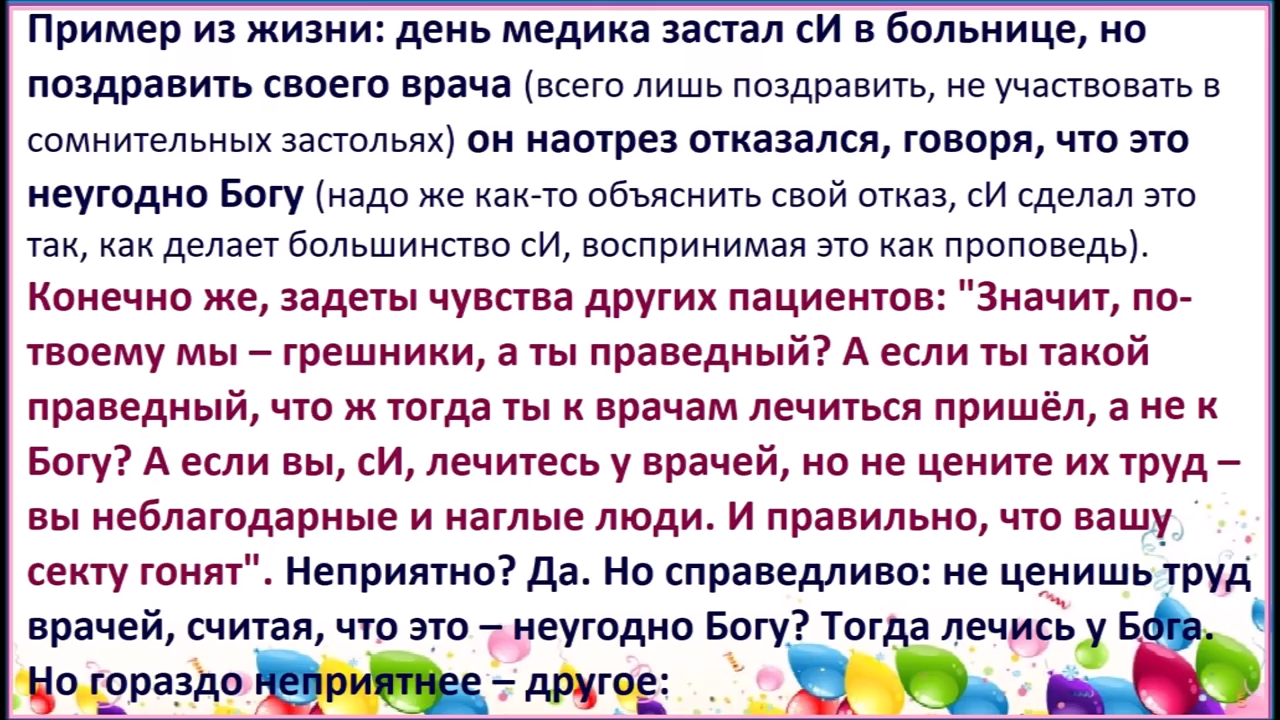 Пример из жизни: день медика застал сИ в больнице, но
поздравить своего врача (всего лишь поздравить, не участвовать в
сомнительных застольях) он наотрез отказался, говоря, что это
неугодно Богу (надо же как-то объяснить свой отказ, сИ сделал это
так, как делает большинство сИ, воспринимая это как проповедь).
Конечно же, задеты чувства других пациентов: "Значит, по-
твоему мы – грешники, а ты праведный? А если ты такой
праведный, что ж тогда ты к врачам лечиться пришёл, а не к
Богу? А если вы, сИ, лечитесь у врачей, но не цените их труд –
вы неблагодарные и наглые люди. И правильно, что вашу
секту гонят". Неприятно? Да. Но справедливо: не ценишь труд
врачей, считая, что это – неугодно Богу? Тогда лечись у Бога.
Но гораздо неприятнее – другое: